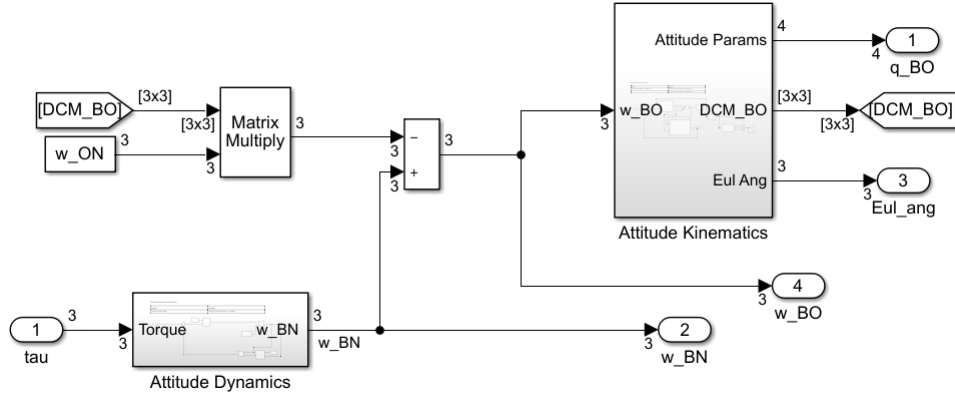 Attitude Params
4
4
1
q_BO
[DCM_BO]
[3x3]
[3x3]
Matrix
Multiply
3
w_ON
3
3
3
−
3
+
3
3
w_BO
3
DCM_BO
[3x3]
[3x3]
[DCM_BO]
Eul Ang
3
3
3
Eul_ang
Attitude Kinematics
3
4
w_BO
1
tau
3
3
Torque
w_BN
3
w_BN
Attitude Dynamics
3
2
w_BN